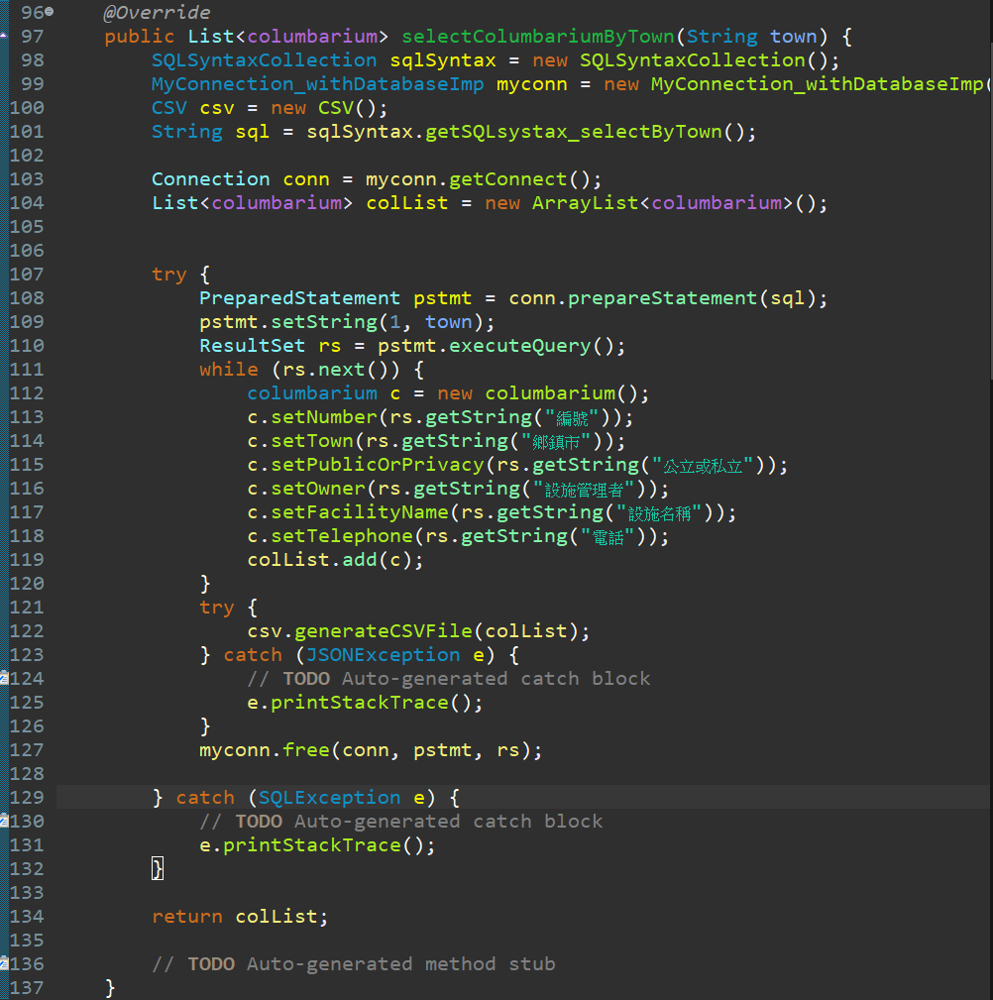 96 @Override
97 public List<columbarium> selectColumbariumByTown(String town) {
98 SQLSyntaxCollection sqlSyntax = new SQLSyntaxCollection();
99 MyConnection_withDatabaseImp myconn = new MyConnection_withDatabaseImp(
100 CSV csv = new CSV();
101 String sql = sqlSyntax.getSQLsystax_selectByTown();
102
103 Connection conn = myconn.getConnect();
104 List<columbarium> colList = new ArrayList<columbarium>();
105
106
107 try {
108 PreparedStatement pstmt = conn.prepareStatement(sql);
109 pstmt.setString(1, town);
110 ResultSet rs = pstmt.executeQuery();
111 while (rs.next()) {
112 columbarium c = new columbarium();
113 c.setNumber(rs.getString("編號"));
114 c.setTown(rs.getString("鄉鎮市"));
115 c.setPublicOrPrivacy(rs.getString("公立或私立"));
116 c.setOwner(rs.getString("設施管理者"));
117 c.setFacilityName(rs.getString("設施名稱"));
118 c.setTelephone(rs.getString("電話"));
119 colList.add(c);
120 }
121 try {
122 csv.generateCSVFile(colList);
123 } catch (JSONException e) {
124 // TODO Auto-generated catch block
125 e.printStackTrace();
126 }
127 myconn.free(conn, pstmt, rs);
128
129 } catch (SQLException e) {
130 // TODO Auto-generated catch block
131 e.printStackTrace();
132 }
133
134 return colList;
135
136 // TODO Auto-generated method stub
137 }